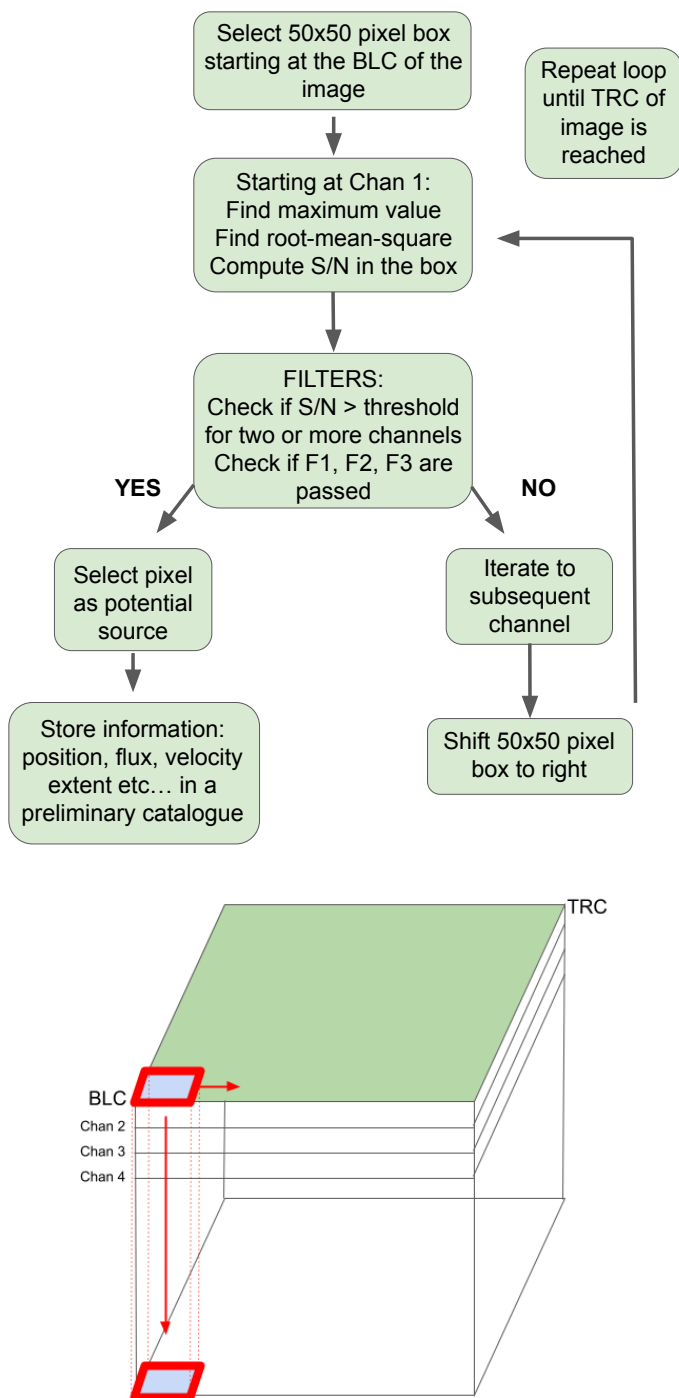 Select 50x50 pixel box
starting at the BLC of the
image
Repeat loop
until TRC of
image is
reached
Starting at Chan 1:
Find maximum value
Find root-mean-square
Compute S/N in the box
FILTERS:
Check if S/N > threshold
for two or more channels
Check if F1, F2, F3 are
passed
YES
NO
Select pixel
as potential
source
Iterate to
subsequent
channel
Store information:
position, flux, velocity
extent etc... in a
preliminary catalogue
Shift 50x50 pixel
box to right
TRC
BLC
Chan 2
Chan 3
Chan 4